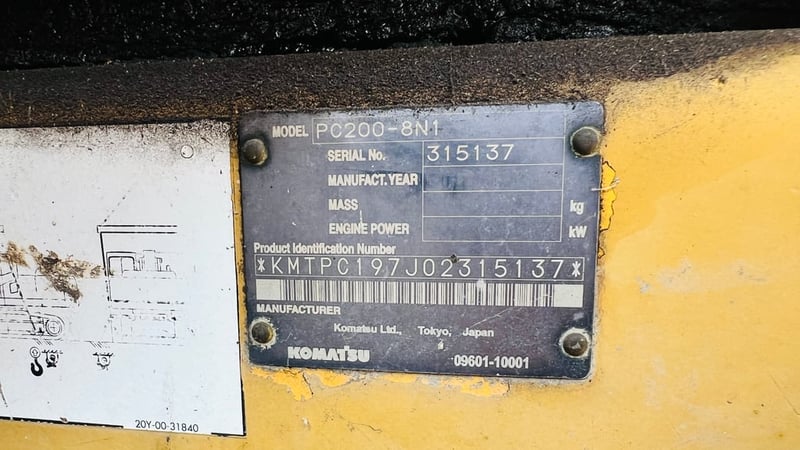 MODEL PC200-8N1
SERIAL No. 315137
MANUFACT.YEAR
MASS kg
ENGINE POWER kW
Product Identification Number
*KMTPC197J02315137*
MANUFACTURER
Komatsu Ltd., Tokyo, Japan
KOMATSU 09601-10001
20Y-00-31840